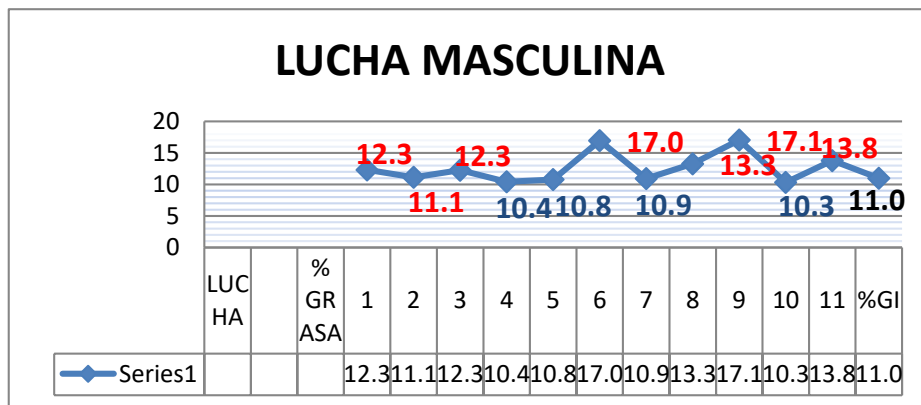 LUCHA MASCULINA
20
15
10
5
0
12.3
11.1
12.3
10.4
10.8
17.0
10.9
13.3
17.1
10.3
13.8
11.0
LUC
HA
%
GR
ASA
1 2 3 4 5 6 7 8 9 10 11 %GI
Series1 12.3 11.1 12.3 10.4 10.8 17.0 10.9 13.3 17.1 10.3 13.8 11.0